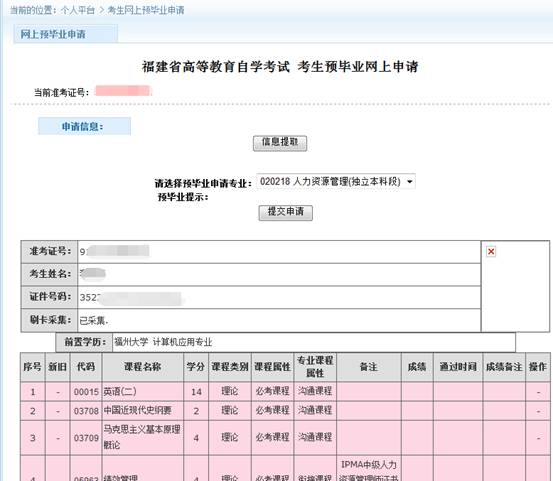 当前的位置：个人平台 > 考生网上预毕业申请
网上预毕业申请
福建省高等教育自学考试 考生预毕业网上申请
当前准考证号：
申请信息：
信息提取
请选择预毕业申请专业： 020218 人力资源管理(独立本科段)
预毕业提示：
提交申请
准考证号： 91
考生姓名：
证件号码： 352
刷卡采集： 已采集.
前置学历： 福州大学 计算机应用专业
序号 新旧 代码 课程名称 学分 课程类别 课程属性 专业课程属性 备注 成绩 通过时间 成绩备注 操作
1 - 00015 英语(二) 14 理论 必考课程 沟通课程 -
2 - 03708 中国近现代史纲要 2 理论 必考课程 沟通课程 -
3 - 03709 马克思主义基本原理概论 4 理论 必考课程 沟通课程 -
4 - 05963 绩效管理 4 理论 必考课程 衔接课程 IPMA中级人力资源管理师证书 -